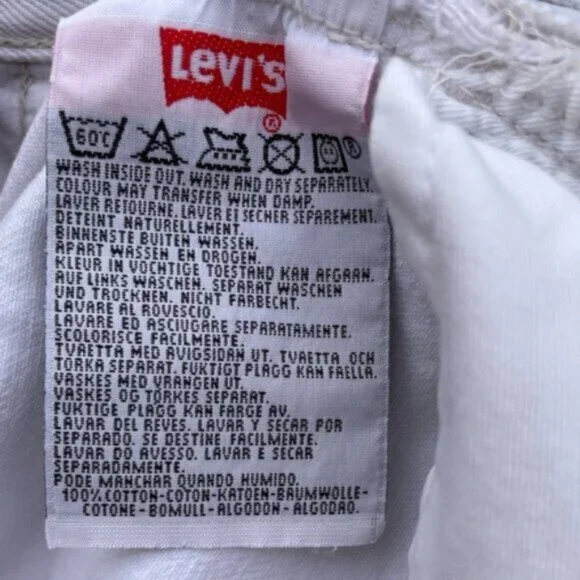 Levi's
®
60C ®
WASH INSIDE OUT. WASH AND DRY SEPARATELY.
COLOUR MAY TRANSFER WHEN DAMP.
LAVER RETOURNE. LAVER ET SECHER SEPAREMENT.
DETEINT NATURELLEMENT.
BINNENSTE BUITEN WASSEN.
APART WASSEN EN DROGEN.
KLEUR IN VOCHTIGE TOESTAND KAN AFGAAN.
AUF LINKS WASCHEN. SEPARAT WASCHEN
UND TROCKNEN. NICHT FARBECHT.
LAVARE AL ROVESCIO.
LAVARE ED ASCIUGARE SEPARATAMENTE.
SCOLORISCE FACILMENTE.
TVAETTA MED AVIGSIDAN UT. TVAETTA OCH
TORKA SEPARAT. FUKTIGT PLAGG KAN FAELLA.
VASKES MED VRANGEN UT.
VASKES OG TORKES SEPARAT.
FUKTIGE PLAGG KAN FARGE AV.
LAVAR DEL REVES. LAVAR Y SECAR POR
SEPARADO. SE DESTINE FACILMENTE.
LAVAR DO AVESSO. LAVAR E SECAR
SEPARADAMENTE.
PODE MANCHAR QUANDO HUMIDO.
100% COTTON-COTON-KATOEN-BAUMWOLLE-
COTONE-BOMULL-ALGODON-ALGODAO.